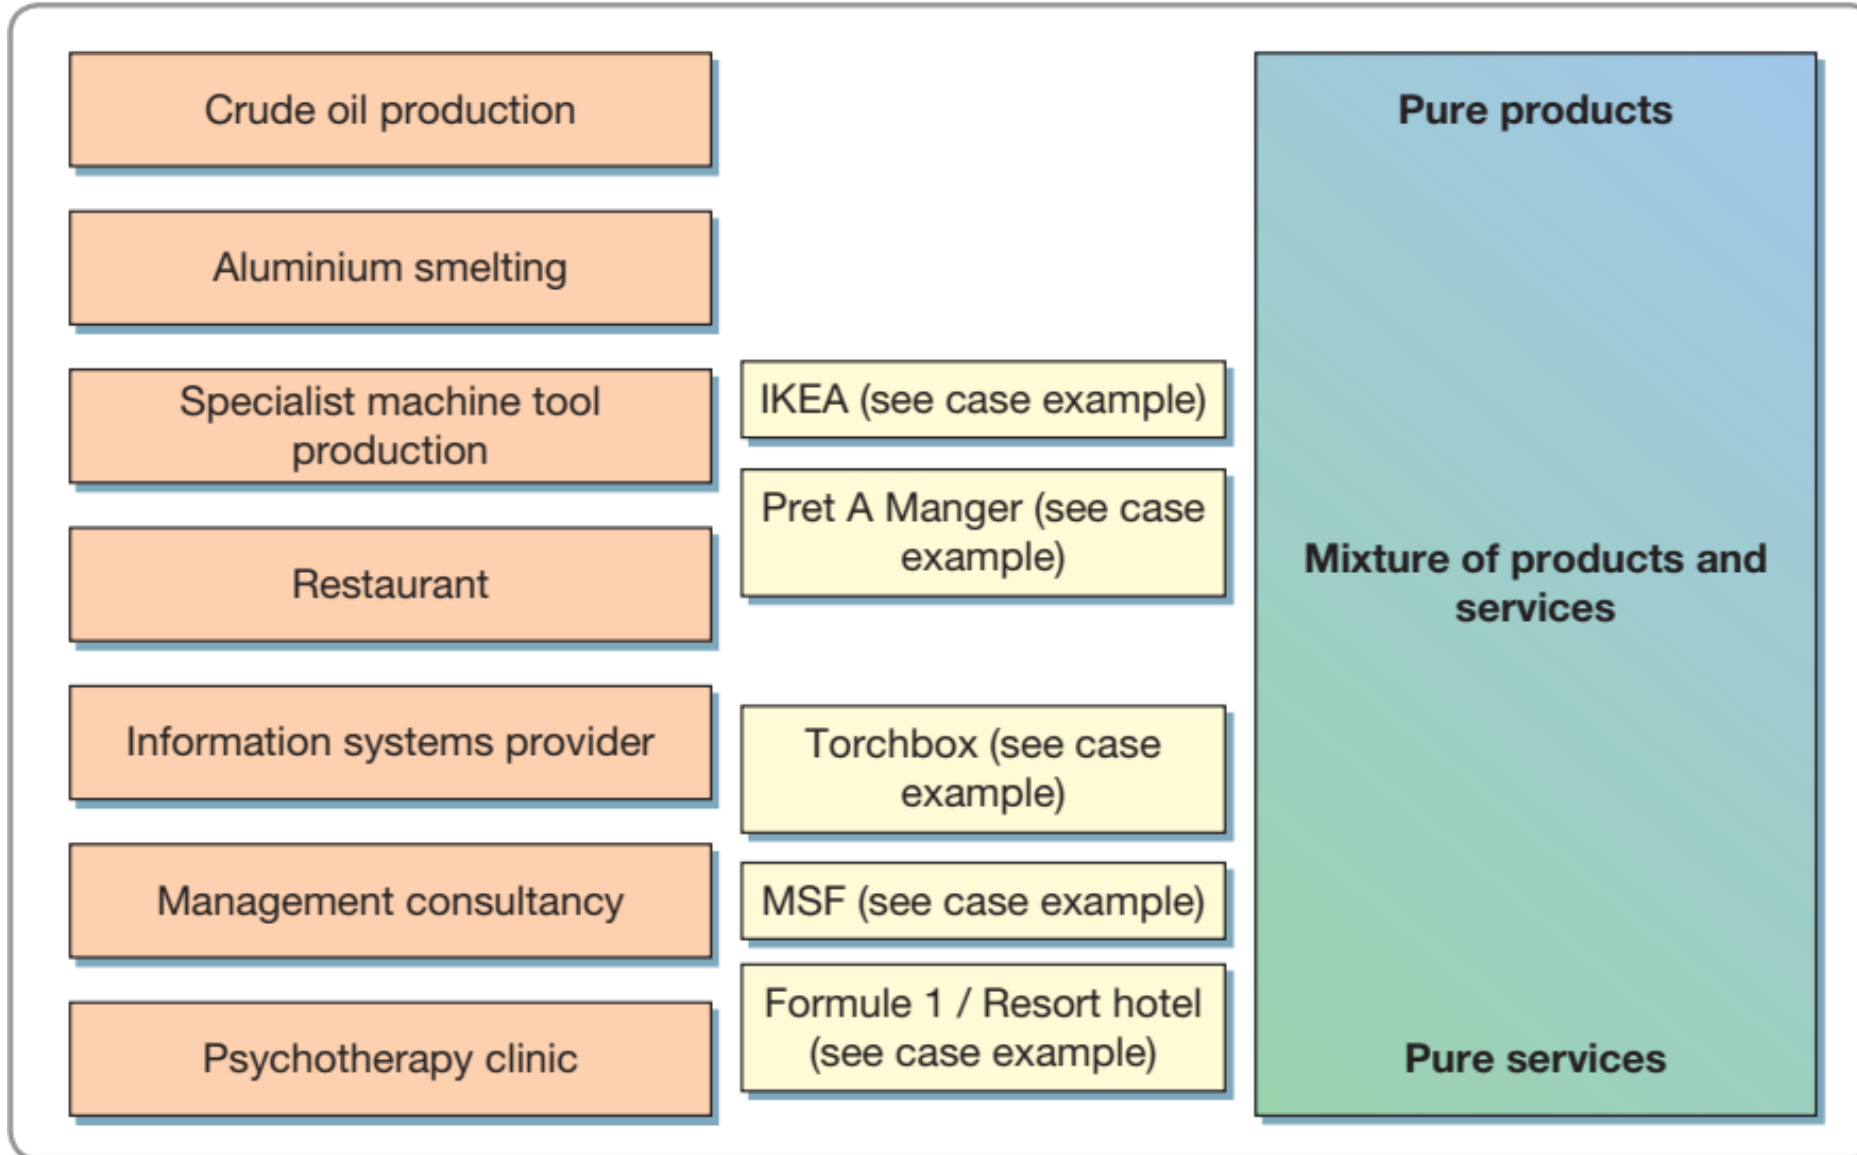 Crude oil production
Aluminium smelting
Specialist machine tool
production
Restaurant
Information systems provider
Management consultancy
Psychotherapy clinic
IKEA (see case example)
Pret A Manger (see case
example)
Torchbox (see case
example)
MSF (see case example)
Formule 1 / Resort hotel
(see case example)
Pure products
Mixture of products and
services
Pure services